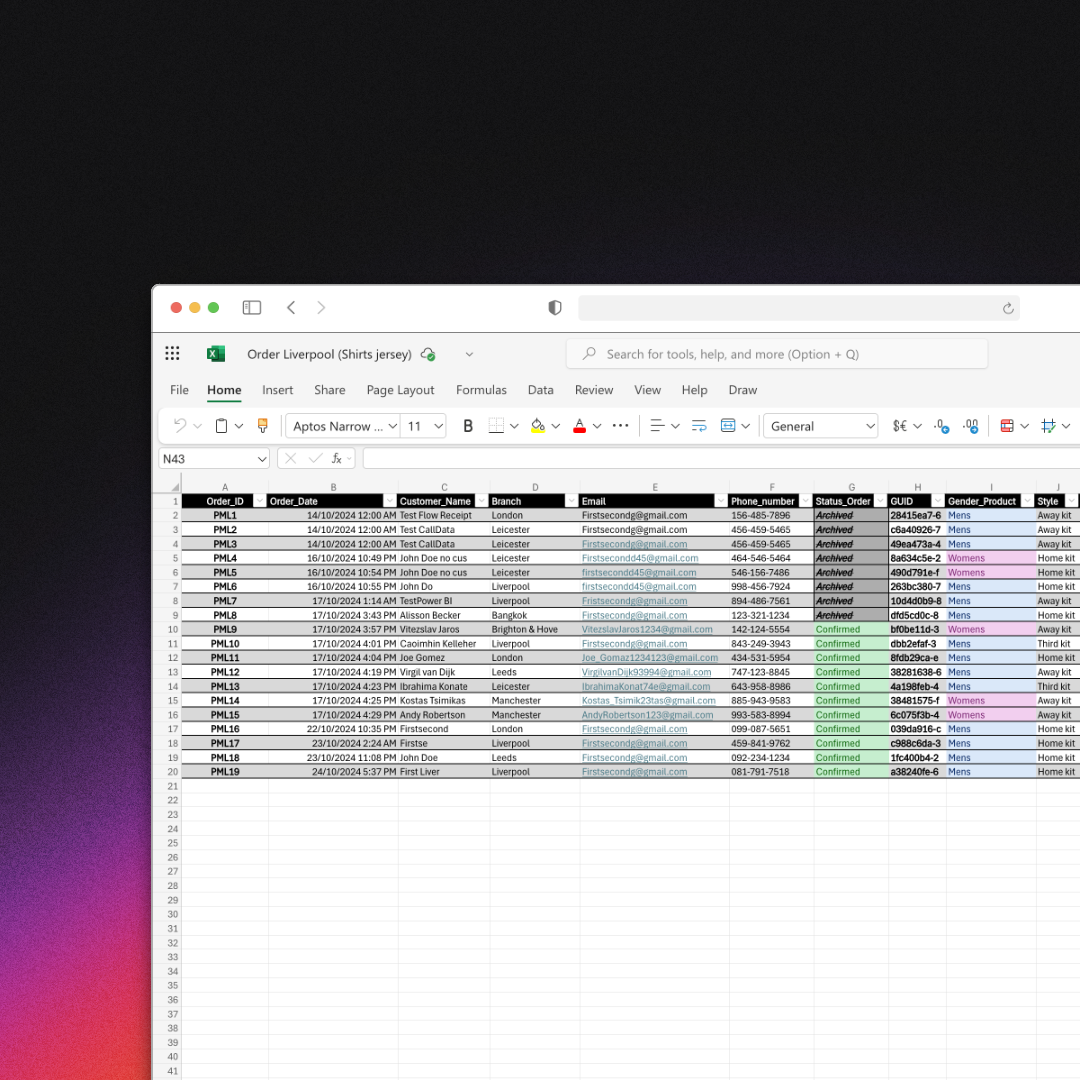 Order Liverpool (Shirts jersey)
Search for tools, help, and more (Option + Q)
File Home Insert Share Page Layout Formulas Data Review View Help Draw
Aptos Narrow ... 11 B General $€ .0 .00
N43 fx
A B C D E F G H I J
1 Order_ID Order_Date Customer_Name Branch Email Phone_number Status_Order GUID Gender_Product Style
2 PML1 14/10/2024 12:00 AM Test Flow Receipt London Firstsecondg@gmail.com 156-485-7896 Archived 28415ea7-6 Mens Away kit
3 PML2 14/10/2024 12:00 AM Test CallData Leicester Firstsecondg@gmail.com 456-459-5465 Archived c6a40926-7 Mens Away kit
4 PML3 14/10/2024 12:00 AM Test CallData Leicester Firstsecondg@gmail.com 456-459-5465 Archived 49ea473a-4 Mens Away kit
5 PML4 16/10/2024 10:49 PM John Doe no cus Leicester Firstsecondd45@gmail.com 464-546-5464 Archived 8a634c5e-2 Womens Home kit
6 PML5 16/10/2024 10:54 PM John Doe no cus Leicester firstsecondd45@gmail.com 546-156-7486 Archived 490d791e-f Womens Home kit
7 PML6 16/10/2024 10:55 PM John Do Liverpool firstsecondd45@gmail.com 998-456-7924 Archived 263bc380-7 Mens Home kit
8 PML7 17/10/2024 1:14 AM TestPower BI Liverpool Fristsecondg@gmail.com 894-486-7561 Archived 10d4d0b9-8 Mens Away kit
9 PML8 17/10/2024 3:43 PM Alisson Becker Bangkok Firstsecondg@gmail.com 123-321-1234 Archived dfd5cd0c-8 Mens Home kit
10 PML9 17/10/2024 3:57 PM Vitezslav Jaros Brighton & Hove VitezslavJaros1234@gmail.com 142-124-5554 Confirmed bf0be11d-3 Womens Away kit
11 PML10 17/10/2024 4:01 PM Caoimhin Kelleher Liverpool Firstsecondg@gmail.com 843-249-3943 Confirmed dbb2efaf-3 Mens Third kit
12 PML11 17/10/2024 4:04 PM Joe Gomez London Joe_Gomaz1234123@gmail.com 434-531-5954 Confirmed 8fdb29ca-e Mens Home kit
13 PML12 17/10/2024 4:19 PM Virgil van Dijk Leeds VirgilvanDijk93994@gmail.com 747-123-8845 Confirmed 38281638-6 Mens Away kit
14 PML13 17/10/2024 4:23 PM Ibrahima Konate Leicester IbrahimaKonat74e@gmail.com 643-958-8986 Confirmed 4a198feb-4 Mens Third kit
15 PML14 17/10/2024 4:25 PM Kostas Tsimikas Manchester Kostas_Tsimik23tas@gmail.com 885-943-9583 Confirmed 38481575-f Womens Away kit
16 PML15 17/10/2024 4:29 PM Andy Robertson Manchester AndyRobertson123@gmail.com 993-583-8994 Confirmed 6c075f3b-4 Womens Away kit
17 PML16 22/10/2024 10:35 PM Firstsecond London Firstsecondg@gmail.com 099-087-5651 Confirmed 039da916-c Mens Home kit
18 PML17 23/10/2024 2:24 AM Firstse Liverpool Firstsecondg@gmail.com 459-841-9762 Confirmed c988c6da-3 Mens Home kit
19 PML18 23/10/2024 11:08 PM John Doe Leeds Firstsecondg@gmail.com 092-234-1234 Confirmed 1fc400b4-2 Mens Home kit
20 PML19 24/10/2024 5:37 PM First Liver Liverpool Firstsecondg@gmail.com 081-791-7518 Confirmed a38240fe-6 Mens Home kit
21
22
23
24
25
26
27
28
29
30
31
32
33
34
35
36
37
38
39
40
41